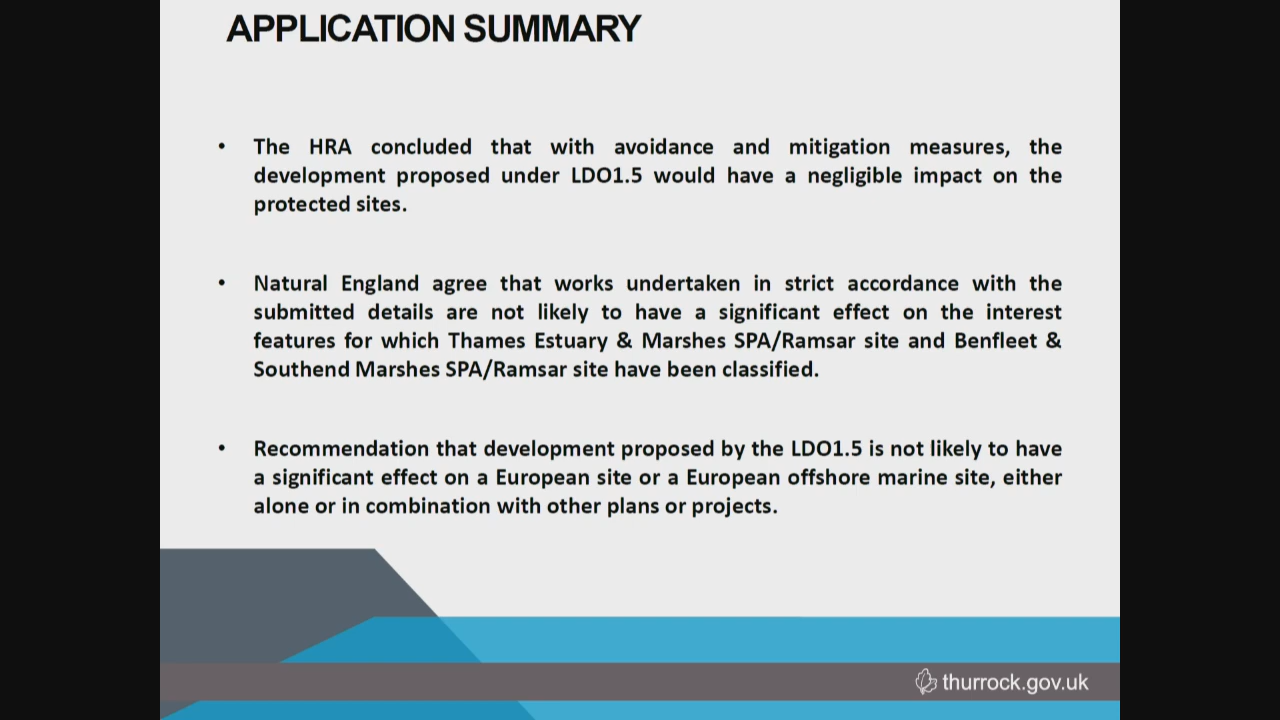 APPLICATION SUMMARY
• The HRA concluded that with avoidance and mitigation measures, the
development proposed under LDO1.5 would have a negligible impact on the
protected sites.
• Natural England agree that works undertaken in strict accordance with the
submitted details are not likely to have a significant effect on the interest
features for which Thames Estuary & Marshes SPA/Ramsar site and Benfleet &
Southend Marshes SPA/Ramsar site have been classified.
• Recommendation that development proposed by the LDO1.5 is not likely to have
a significant effect on a European site or a European offshore marine site, either
alone or in combination with other plans or projects.
thurrock.gov.uk